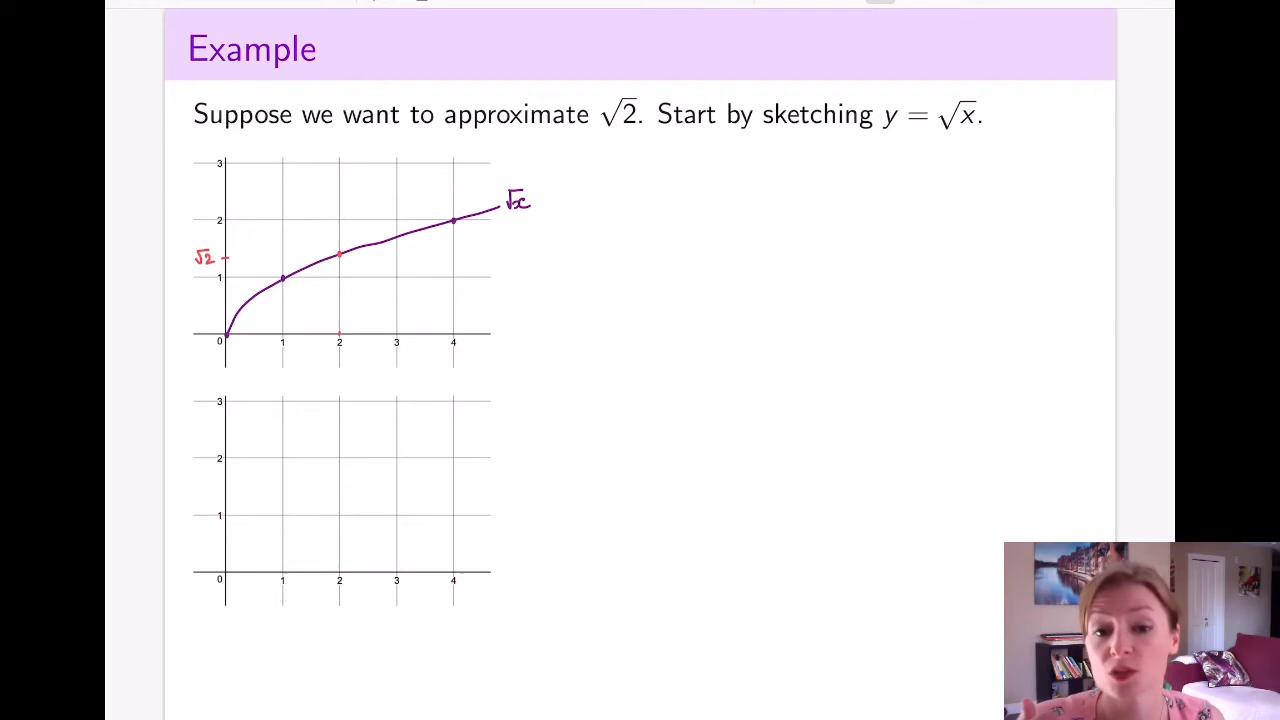 Example
Suppose we want to approximate √2. Start by sketching y = √x.
3
√x
2
√2
1
0 1 2 3 4
3
2
1
0 1 2 3 4